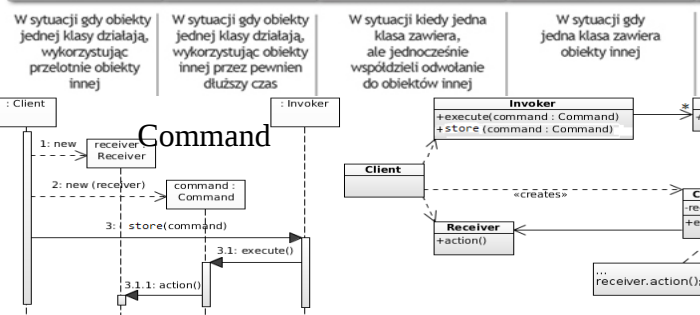 W sytuacji gdy obiekty
jednej klasy działają,
wykorzystując
przelotnie obiekty
innej
W sytuacji gdy obiekty
jednej klasy działają,
wykorzystując obiekty
innej przez pewnien
dłuższy czas
W sytuacji kiedy jedna
klasa zawiera,
ale jednocześnie
współdzieli odwołanie
do obiektów innej
W sytuacji gdy
jedna klasa zawiera
obiekty innej
: Client
: Invoker
Command
1: new
receiver :
Receiver
2: new (receiver)
command :
Command
3: store(command)
3.1: execute()
3.1.1: action()
Invoker
+execute(command : Command)
+store (command : Command)
*
Client
«creates»
C
-re
+e
Receiver
+action()
...
receiver.action();